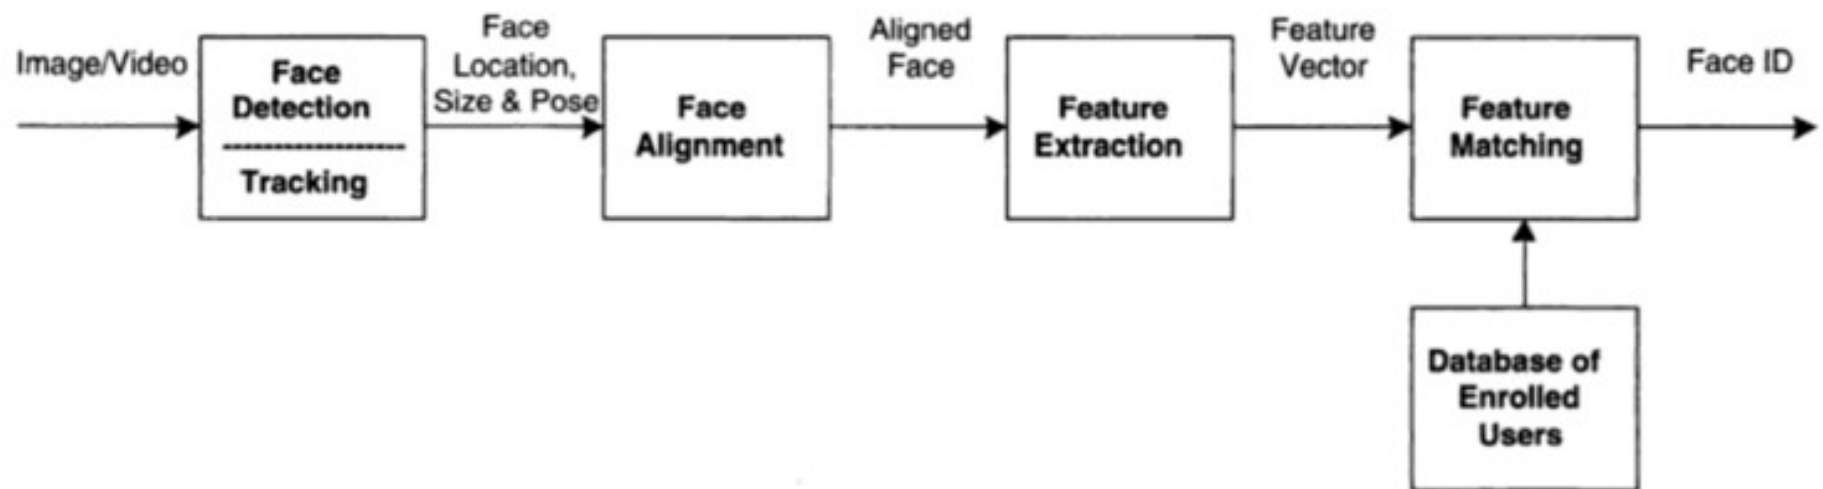 Image/Video
Face
Detection
Tracking
Face
Location,
Size & Pose
Face
Alignment
Aligned
Face
Feature
Extraction
Feature
Vector
Feature
Matching
Face ID
Database of
Enrolled
Users